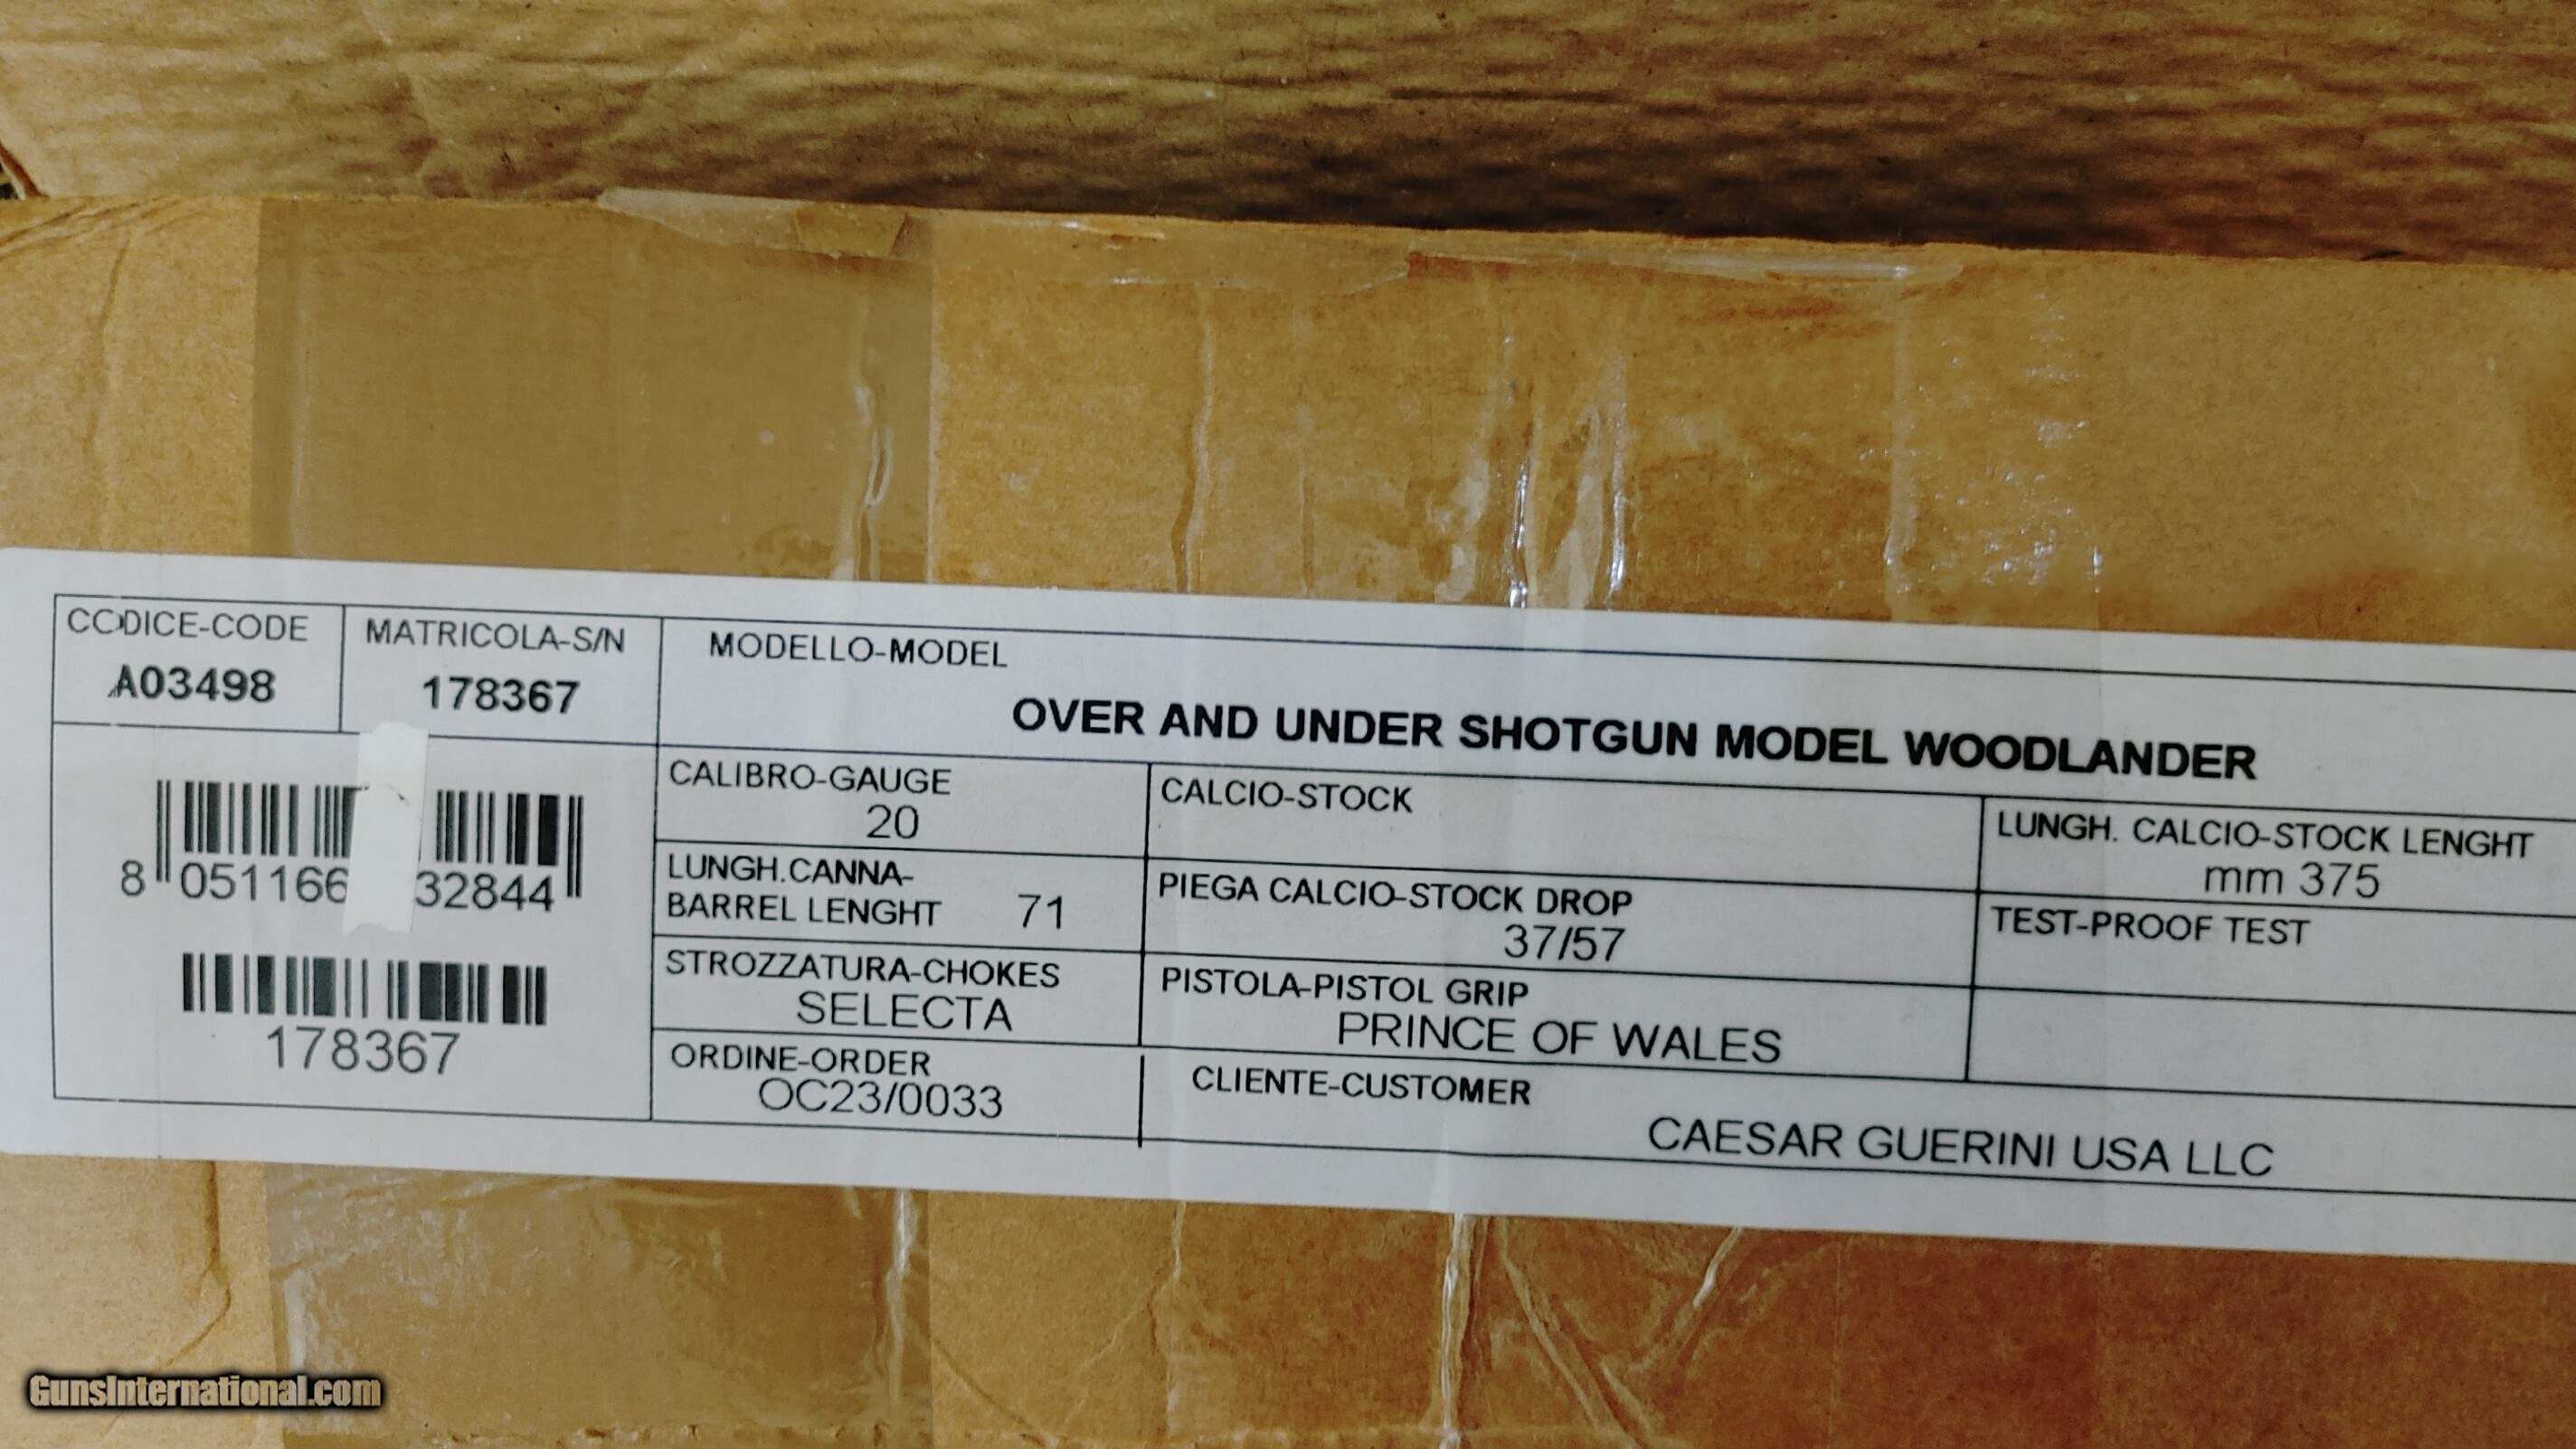 CODICE-CODE
A03498
MATRICOLA-S/N
178367
MODELLO-MODEL
OVER AND UNDER SHOTGUN MODEL WOODLANDER
8 051166 32844
178367
CALIBRO-GAUGE
20
LUNGH.CANNA-
BARREL LENGHT 71
STROZZATURA-CHOKES
SELECTA
ORDINE-ORDER
OC23/0033
CALCIO-STOCK
PIEGA CALCIO-STOCK DROP
37/57
PISTOLA-PISTOL GRIP
PRINCE OF WALES
LUNGH. CALCIO-STOCK LENGHT
mm 375
TEST-PROOF TEST
CLIENTE-CUSTOMER
CAESAR GUERINI USA LLC
GunsInternational.com